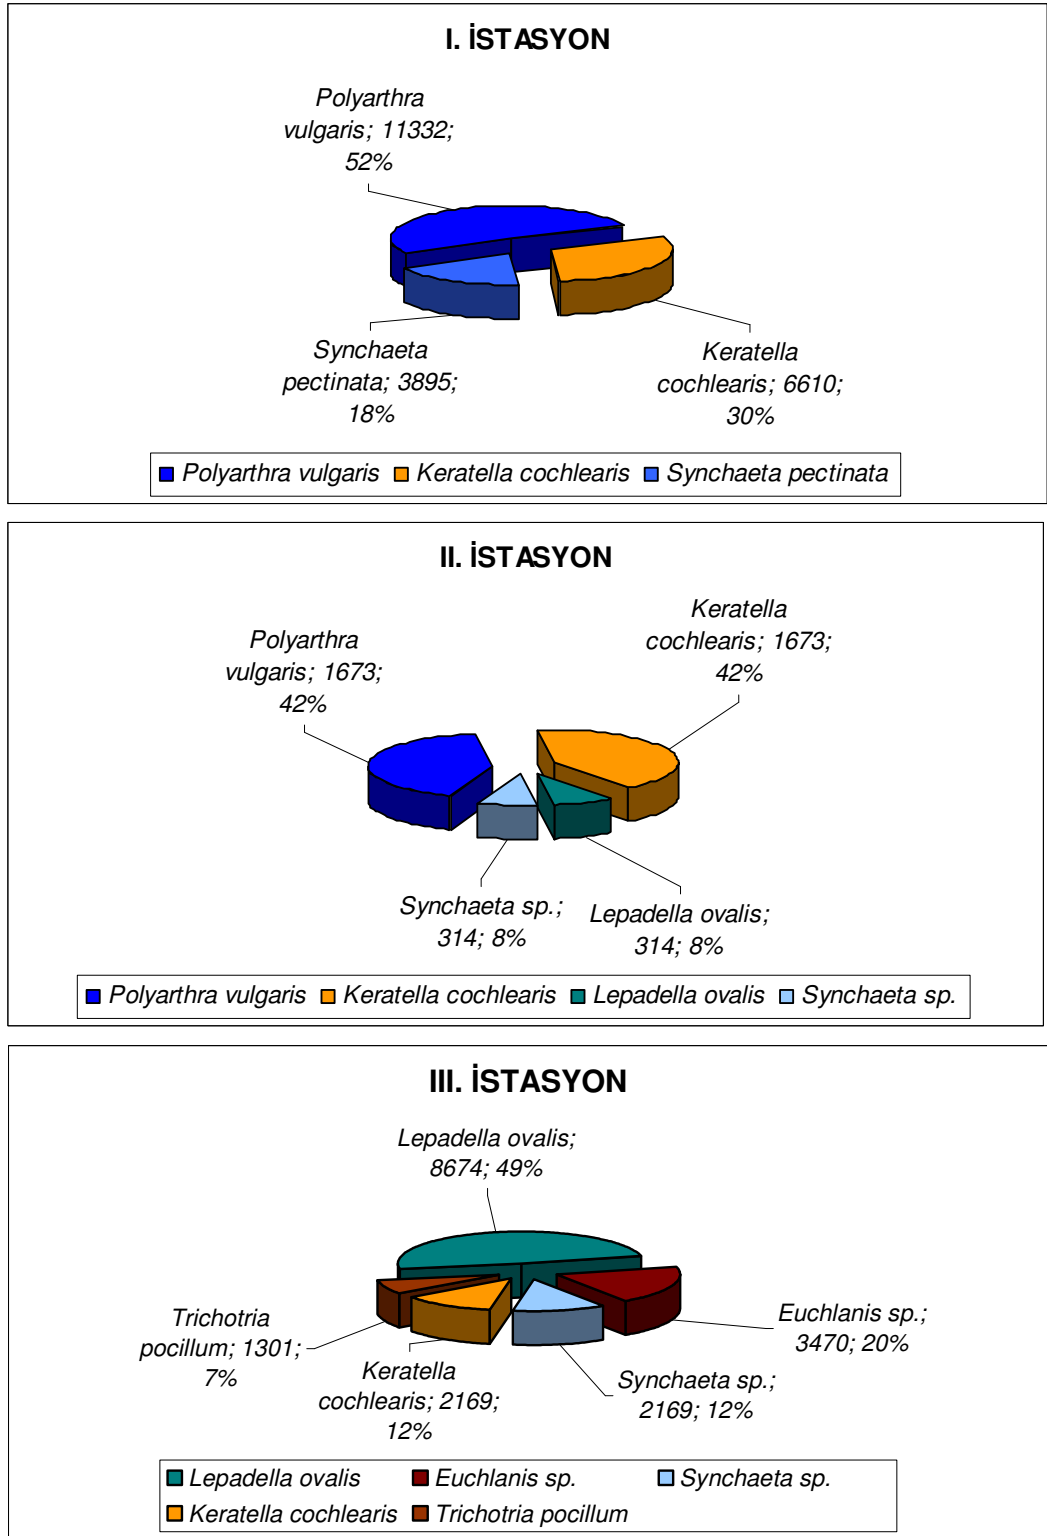 I. İSTASYON
Polyarthra
vulgaris; 11332;
52%
Synchaeta
pectinata; 3895;
18%
Keratella
cochlearis; 6610;
30%
Polyarthra vulgaris Keratella cochlearis Synchaeta pectinata
II. İSTASYON
Keratella
cochlearis; 1673;
42%
Polyarthra
vulgaris; 1673;
42%
Synchaeta sp.;
314; 8%
Lepadella ovalis;
314; 8%
Polyarthra vulgaris Keratella cochlearis Lepadella ovalis Synchaeta sp.
III. İSTASYON
Lepadella ovalis;
8674; 49%
Trichotria
pocillum; 1301;
7%
Keratella
cochlearis; 2169;
12%
Synchaeta sp.;
2169; 12%
Euchlanis sp.;
3470; 20%
Lepadella ovalis Euchlanis sp. Synchaeta sp.
Keratella cochlearis Trichotria pocillum